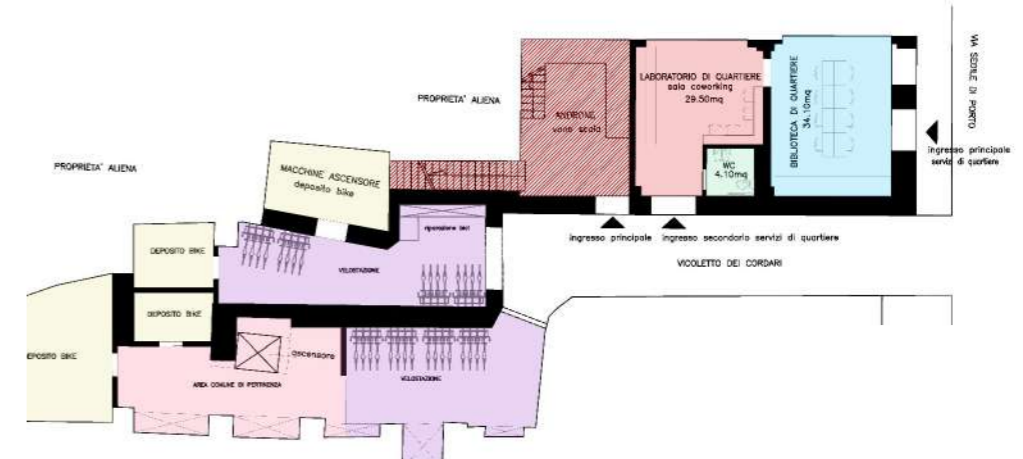 VIA SEDILE DI PORTO
LABORATORIO DI QUARTIERE
sala coworking
29.50mq
BIBLIOTECA DI QUARTIERE
34.10mq
PROPRIETA' ALIENA
ANDRONE
vano scala
ingresso principale
servizi di quartiere
WC
4.10mq
PROPRIETA' ALIENA
MACCHINE ASCENSORE
deposito bike
riparazione bici
ingresso principale
ingresso secondario servizi di quartiere
DEPOSITO BIKE
VELOSTAZIONE
VICOLETTO DEI CORDARI
DEPOSITO BIKE
ascensore
EPOSITO BIKE
AREA COMUNE DI PERTINENZA
VELOSTAZIONE